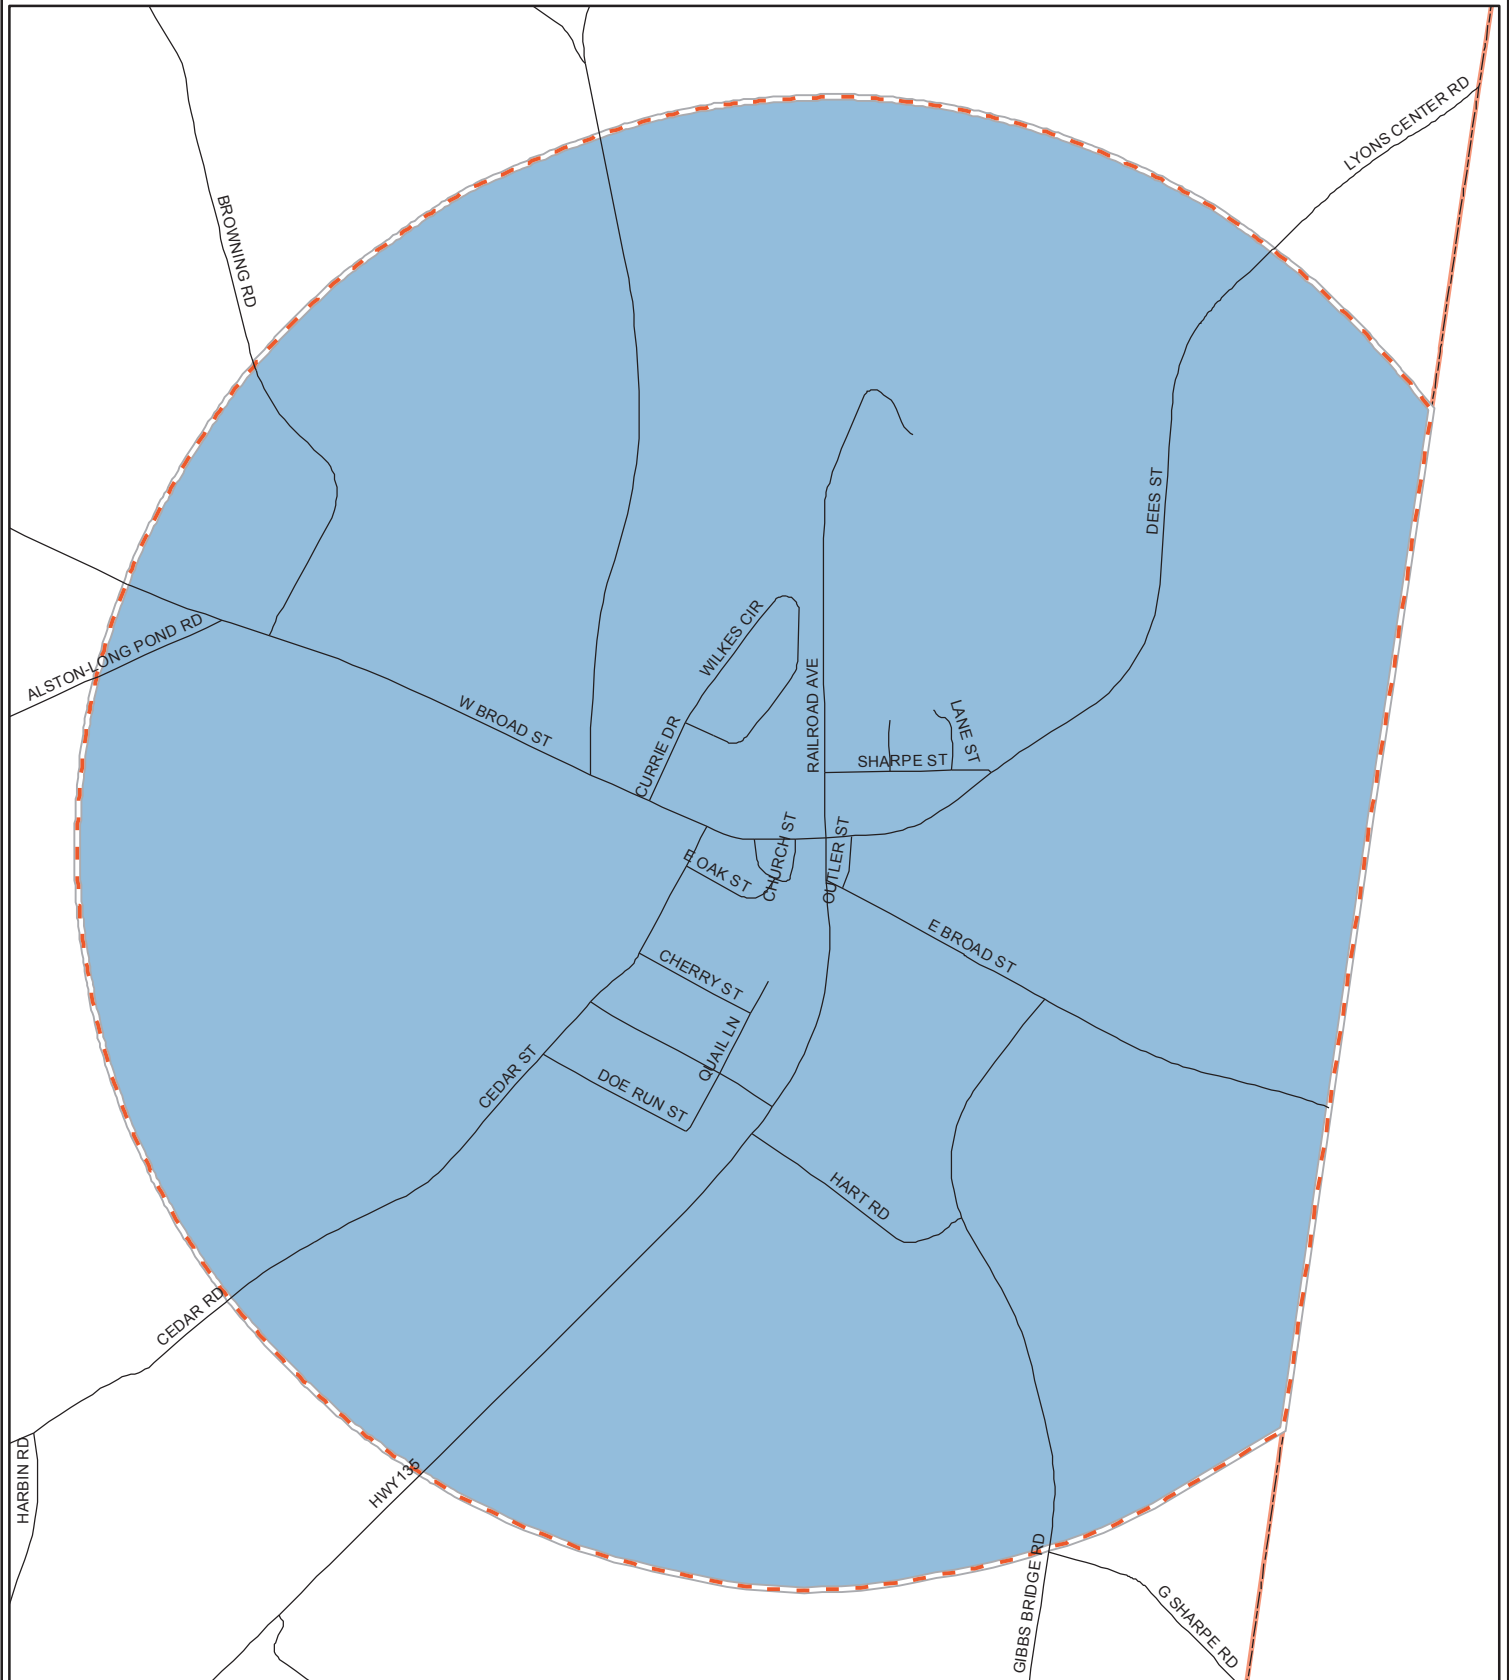 LYONS CENTER RD
BROWNING RD
DEES ST
ALSTON-LONG POND RD
WILKES CIR
W BROAD ST
CURRIE DR
RAILROAD AVE
LANE ST
SHARPE ST
CHURCH ST
OUTLER ST
E OAK ST
E BROAD ST
CHERRY ST
QUAIL LN
CEDAR ST
DOE RUN ST
HART RD
CEDAR RD
HARBIN RD
HWY 135
GIBBS BRIDGE RD
G SHARPE RD